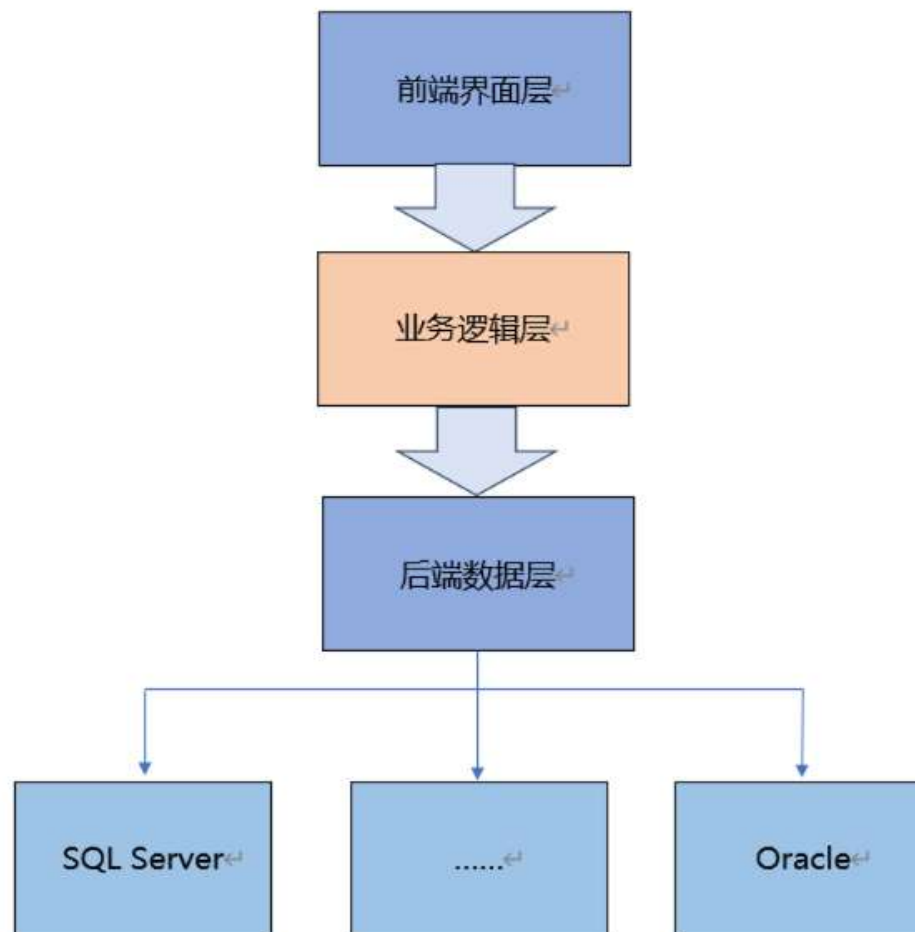 前端界面层↵
业务逻辑层↵
后端数据层↵
SQL Server↵
......↵
Oracle↵